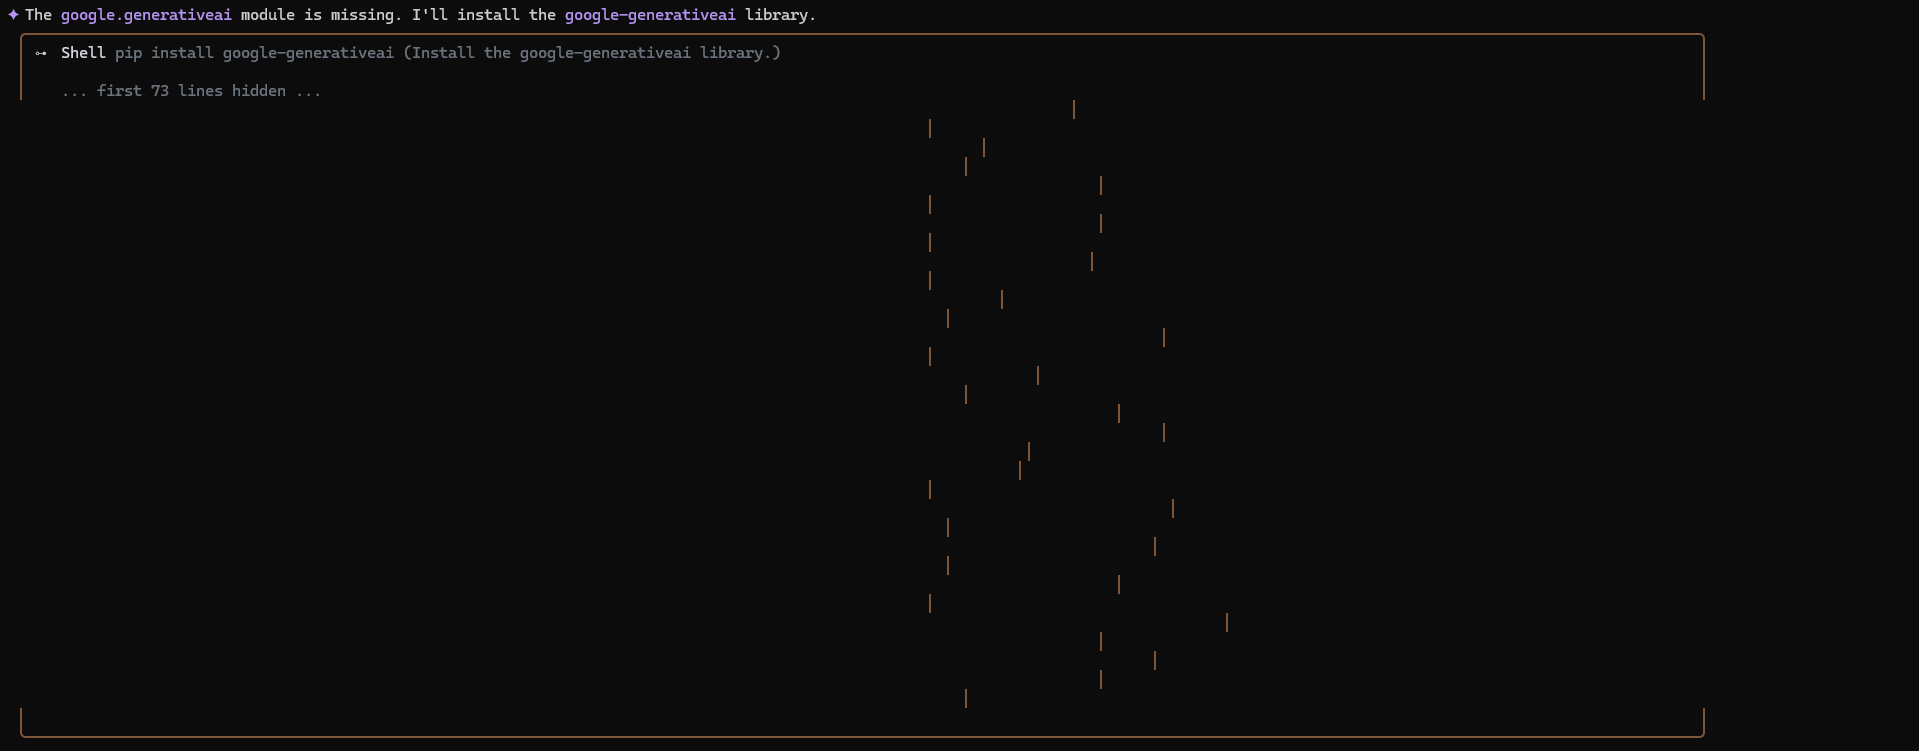 ✦ The google.generativeai module is missing. I'll install the google-generativeai library.
⊶ Shell pip install google-generativeai (Install the google-generativeai library.)
... first 73 lines hidden ...